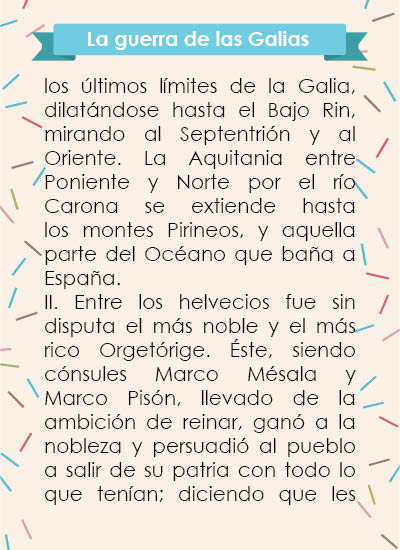 La guerra de las Galias
los últimos límites de la Galia,
dilatándose hasta el Bajo Rin,
mirando al Septentrión y al
Oriente. La Aquitania entre
Poniente y Norte por el río
Carona se extiende hasta
los montes Pirineos, y aquella
parte del Océano que baña a
España.
II. Entre los helvecios fue sin
disputa el más noble y el más
rico Orgetórige. Éste, siendo
cónsules Marco Mésala y
Marco Pisón, llevado de la
ambición de reinar, ganó a la
nobleza y persuadió al pueblo
a salir de su patria con todo lo
que tenían; diciendo que les